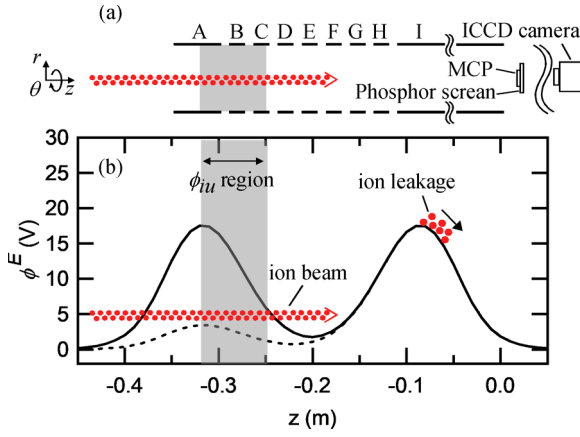 (a)
A B C D E F G H I ICCD camera
r
θ z
MCP
Phosphor screan
(b)
30
25
20
15
10
5
0
ϕ^E (V)
ϕ_iu region
ion leakage
ion beam
-0.4 -0.3 -0.2 -0.1 0.0
z (m)